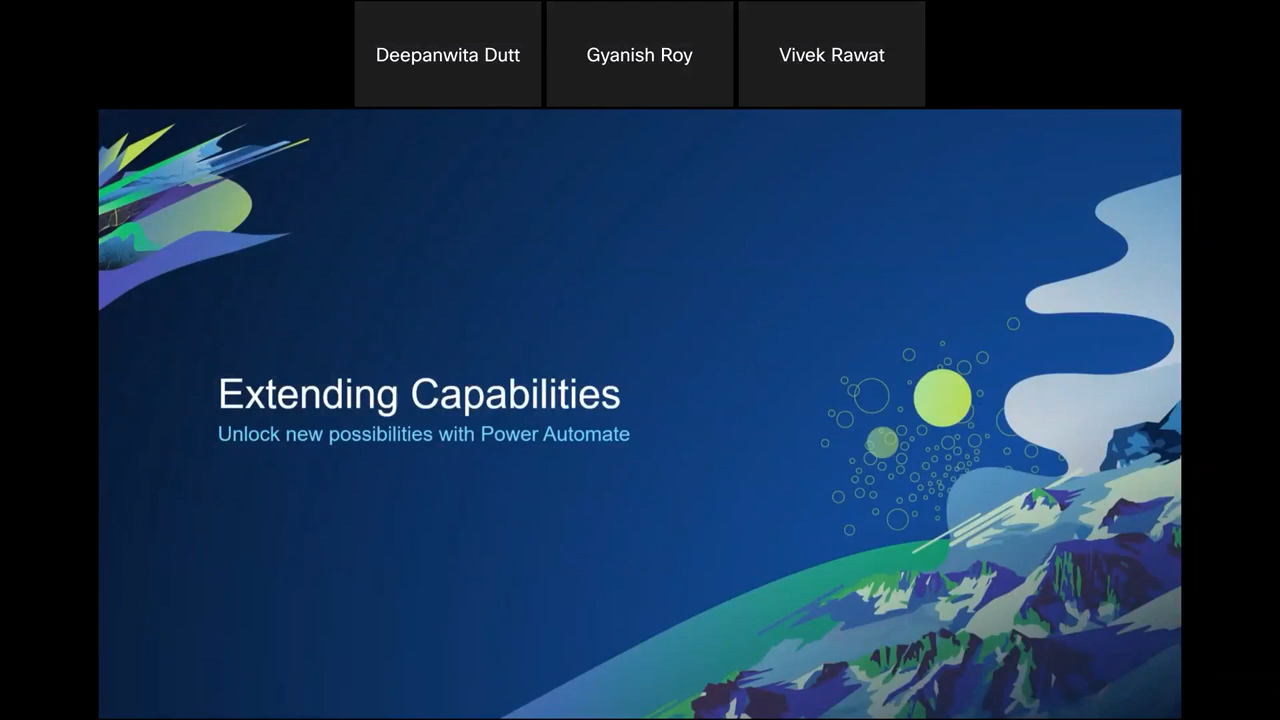 Deepanwita Dutt
Gyanish Roy
Vivek Rawat
Extending Capabilities
Unlock new possibilities with Power Automate